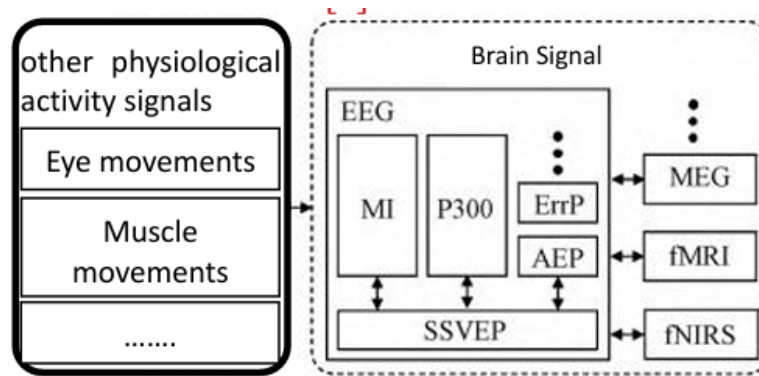 other physiological
activity signals
Eye movements
Muscle
movements
.......
Brain Signal
EEG
MI
P300
ErrP
AEP
SSVEP
MEG
fMRI
fNIRS